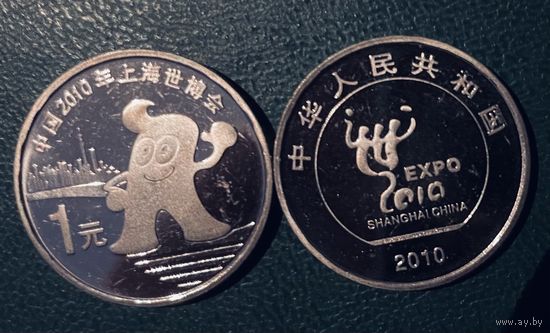 中国2010年上海世博会
1元
中华人民共和国
EXPO
2010
SHANGHAI CHINA
2010
www.ay.by